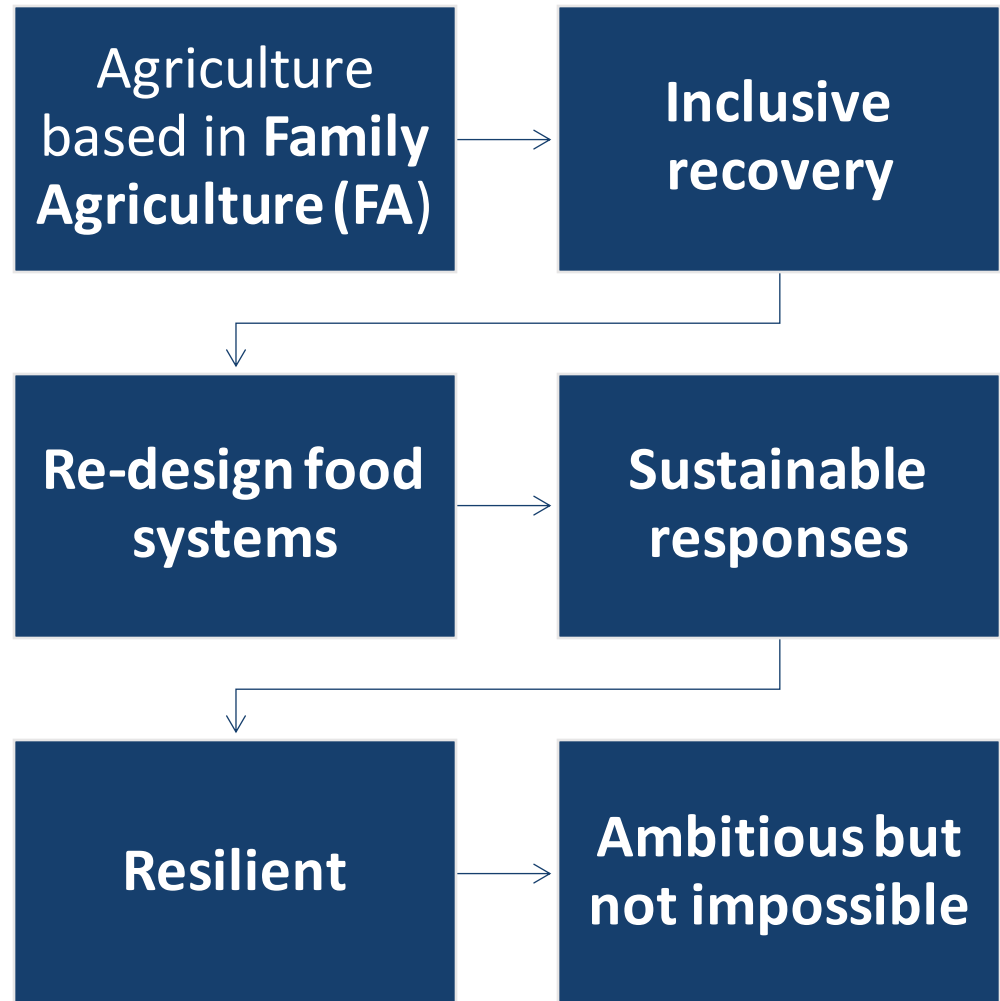 Agriculture
based in Family
Agriculture (FA)
Inclusive
recovery
Re-design food
systems
Sustainable
responses
Resilient
Ambitious but
not impossible